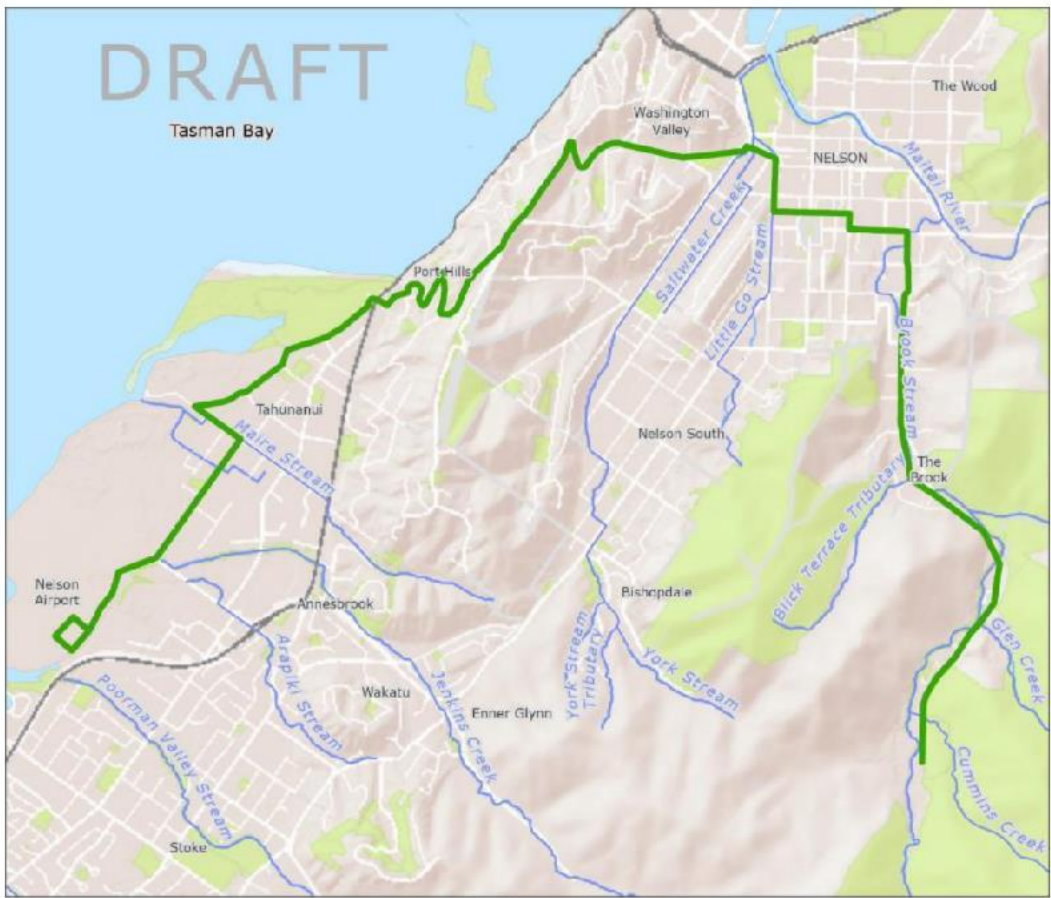 DRAFT
Tasman Bay
The Wood
Washington
Valley
NELSON
Maitai River
Saltwater Creek
Port Hills
Little Go Stream
Brook Stream
Tahunanui
Maire Stream
Nelson South
The
Brook
Blick Terrace Tributary
Nelson
Airport
Annesbrook
Bishopdale
Glen Creek
Arapiki Stream
York Stream
Tributary
York Stream
Wakatu
Jenkins Creek
Enner Glynn
Poorman Valley Stream
Cummins Creek
Stoke